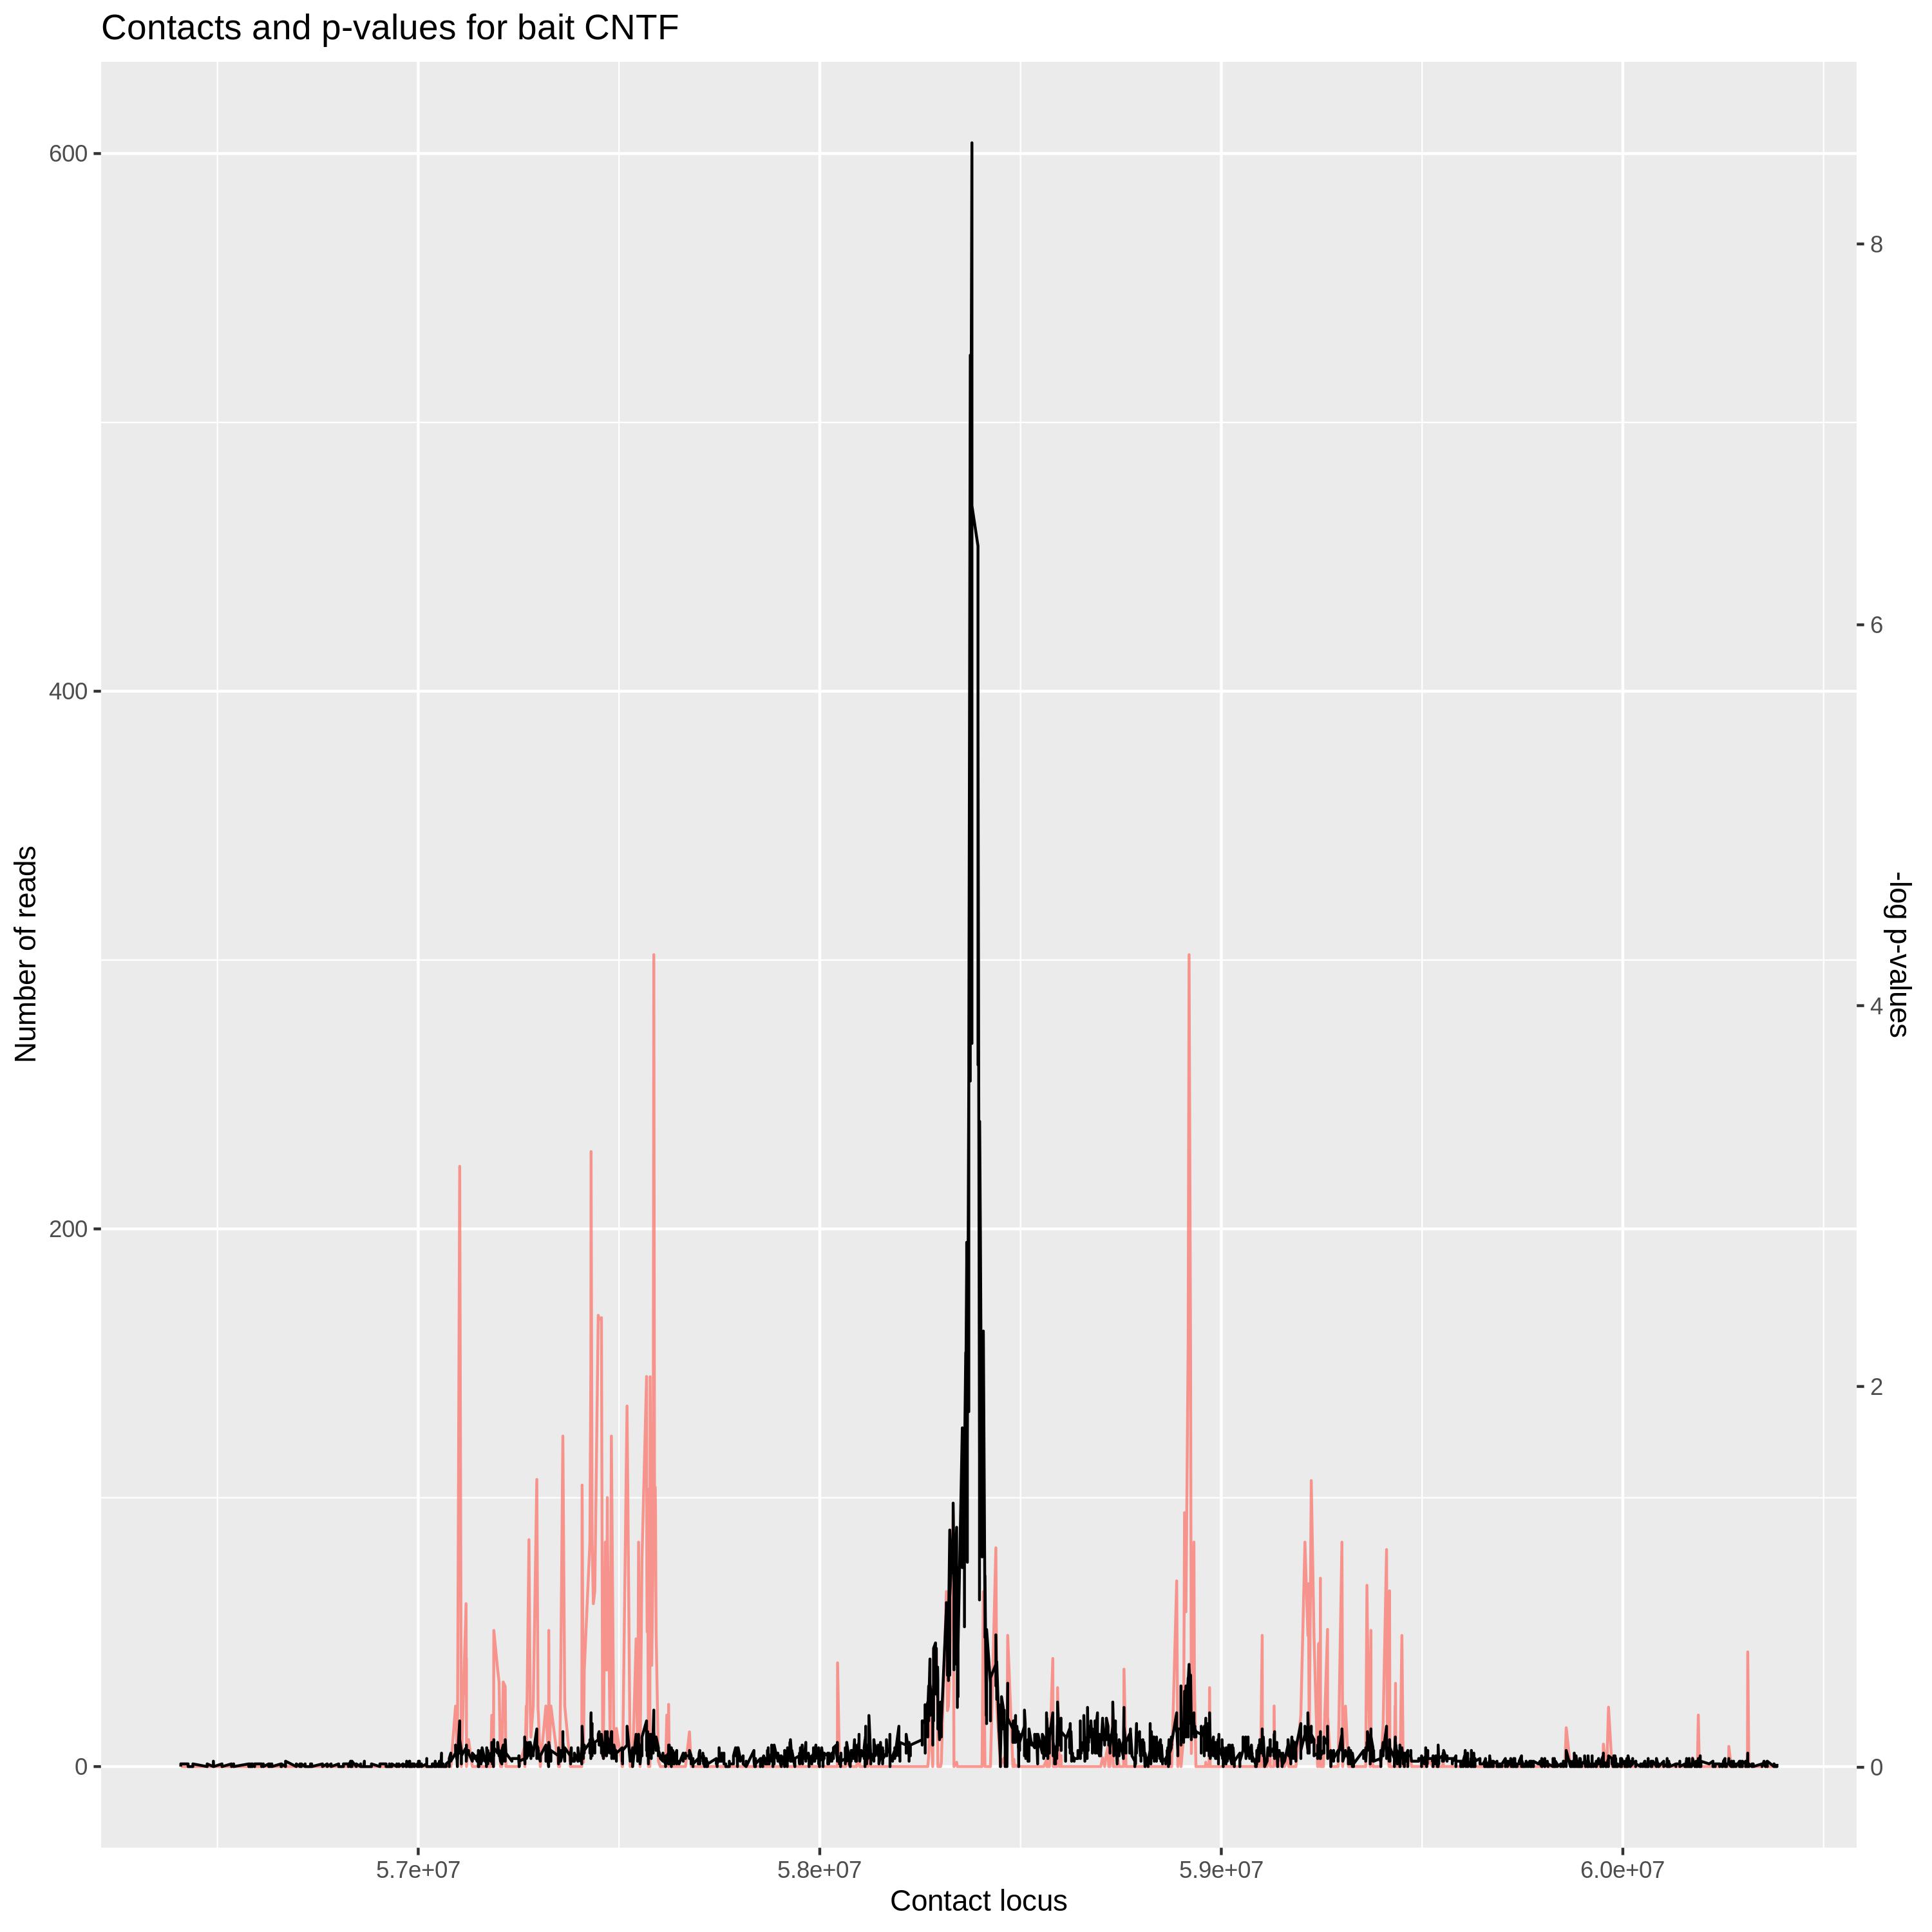 Contacts and p-values for bait CNTF
600
400
200
0
8
6
4
2
0
Number of reads
-log p-values
5.7e+07
5.8e+07
5.9e+07
6.0e+07
Contact locus